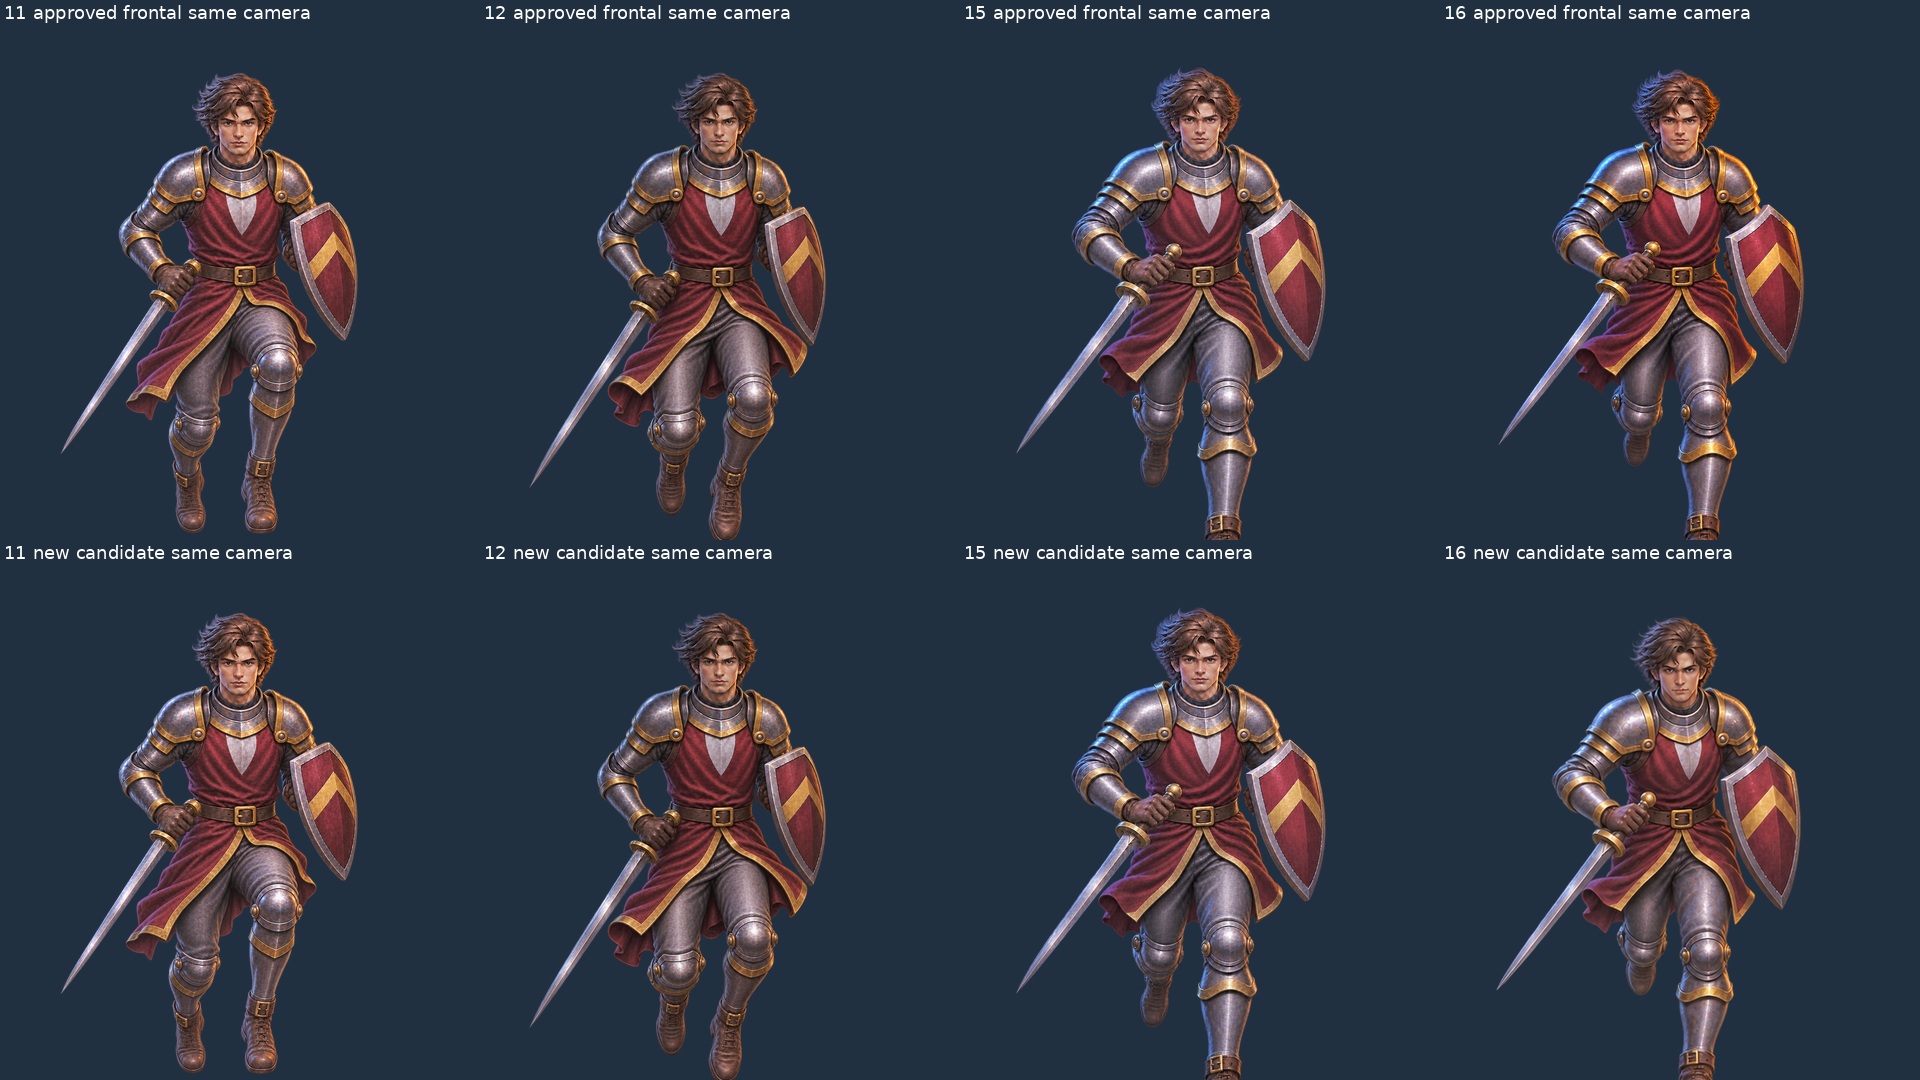 11 approved frontal same camera
12 approved frontal same camera
15 approved frontal same camera
16 approved frontal same camera
11 new candidate same camera
12 new candidate same camera
15 new candidate same camera
16 new candidate same camera